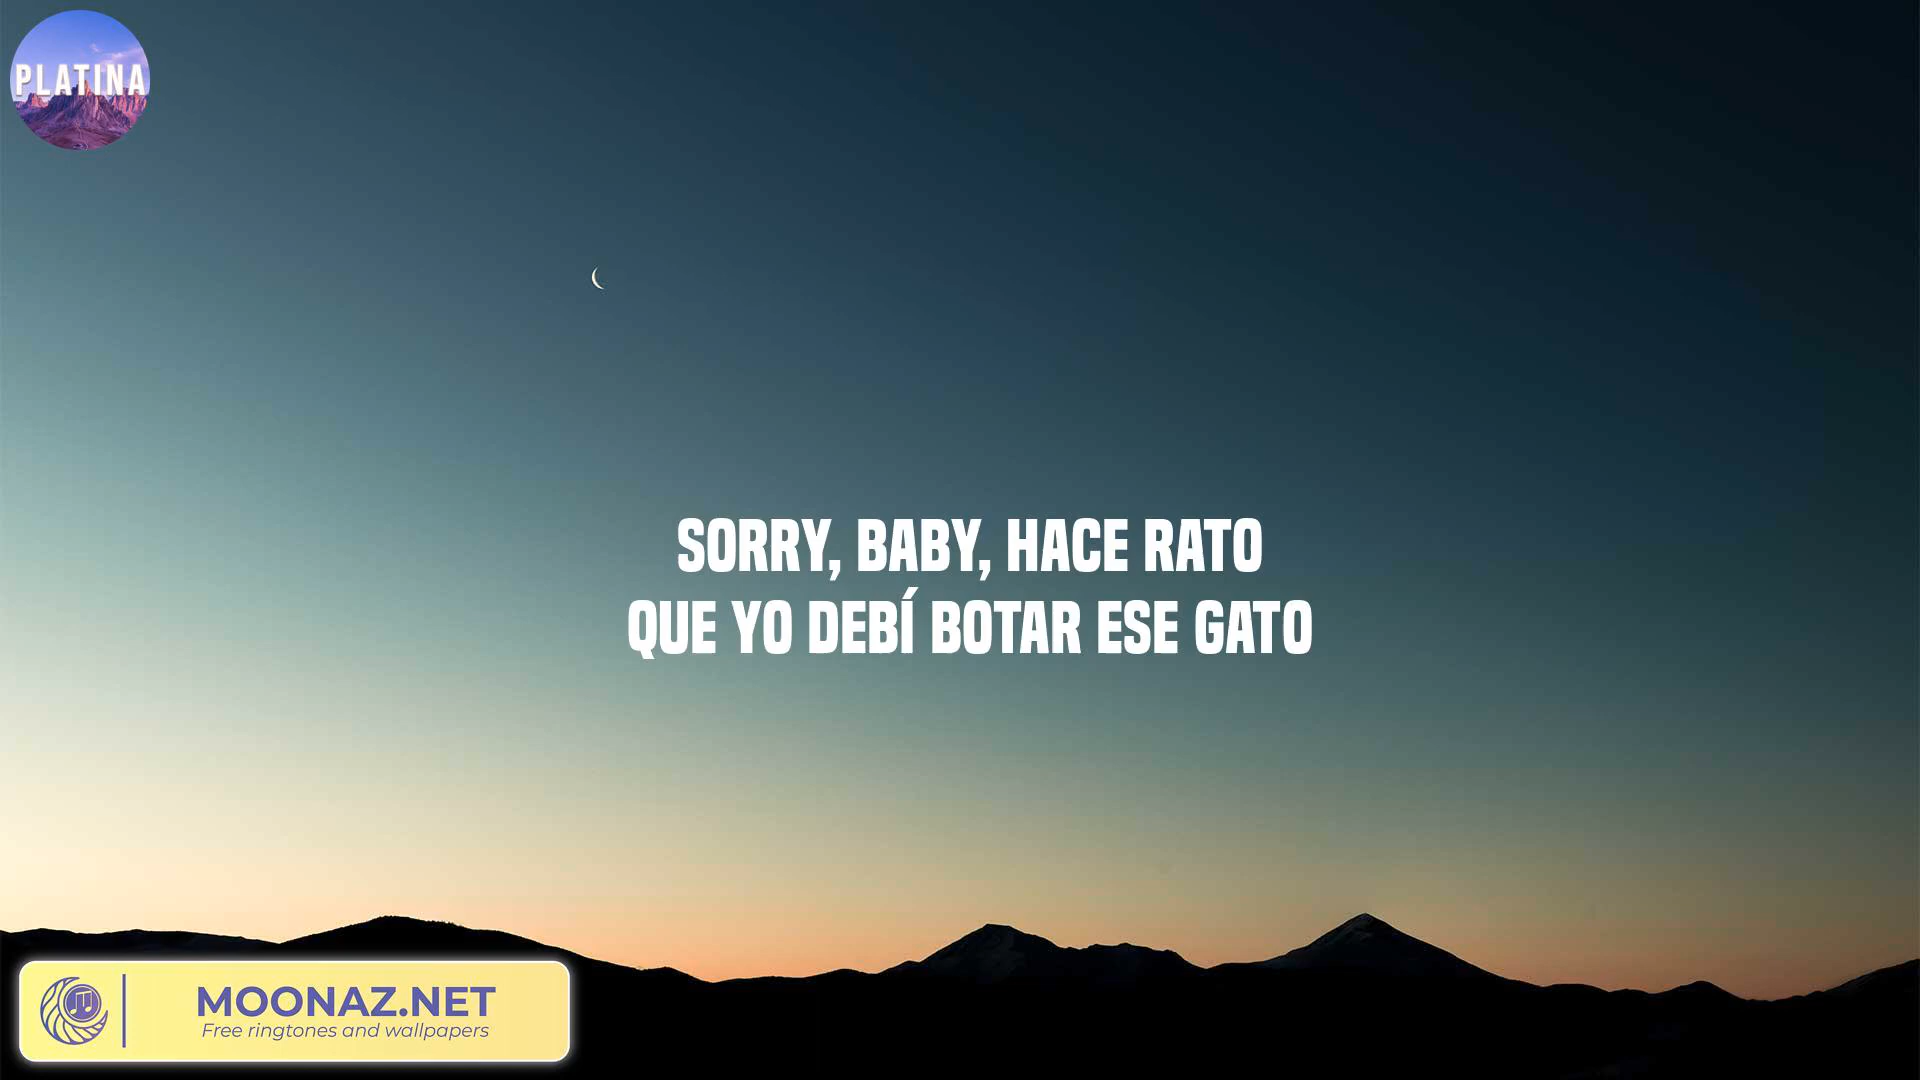 PLATINA
SORRY, BABY, HACE RATO
QUE YO DEBÍ BOTAR ESE GATO
MOONAZ.NET
Free ringtones and wallpapers